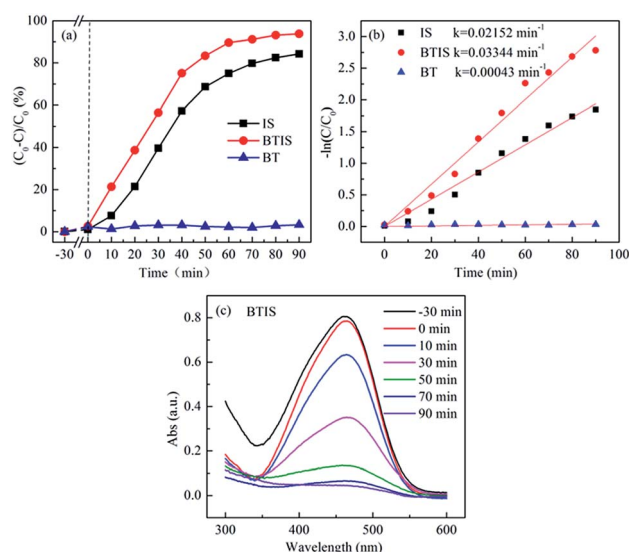 (a)
(C₀-C)/C₀ (%)
100
80
60
40
20
0
IS
BTIS
BT
-30 0 10 20 30 40 50 60 70 80 90
Time（min）
(b)
IS k=0.02152 min⁻¹
BTIS k=0.03344 min⁻¹
BT k=0.00043 min⁻¹
-ln(C/C₀)
3.0
2.5
2.0
1.5
1.0
0.5
0.0
0 20 40 60 80 100
Time (min)
(c) BTIS
-30 min
0 min
10 min
30 min
50 min
70 min
90 min
Abs (a.u.)
0.8
0.6
0.4
0.2
0.0
300 400 500 600
Wavelength (nm)